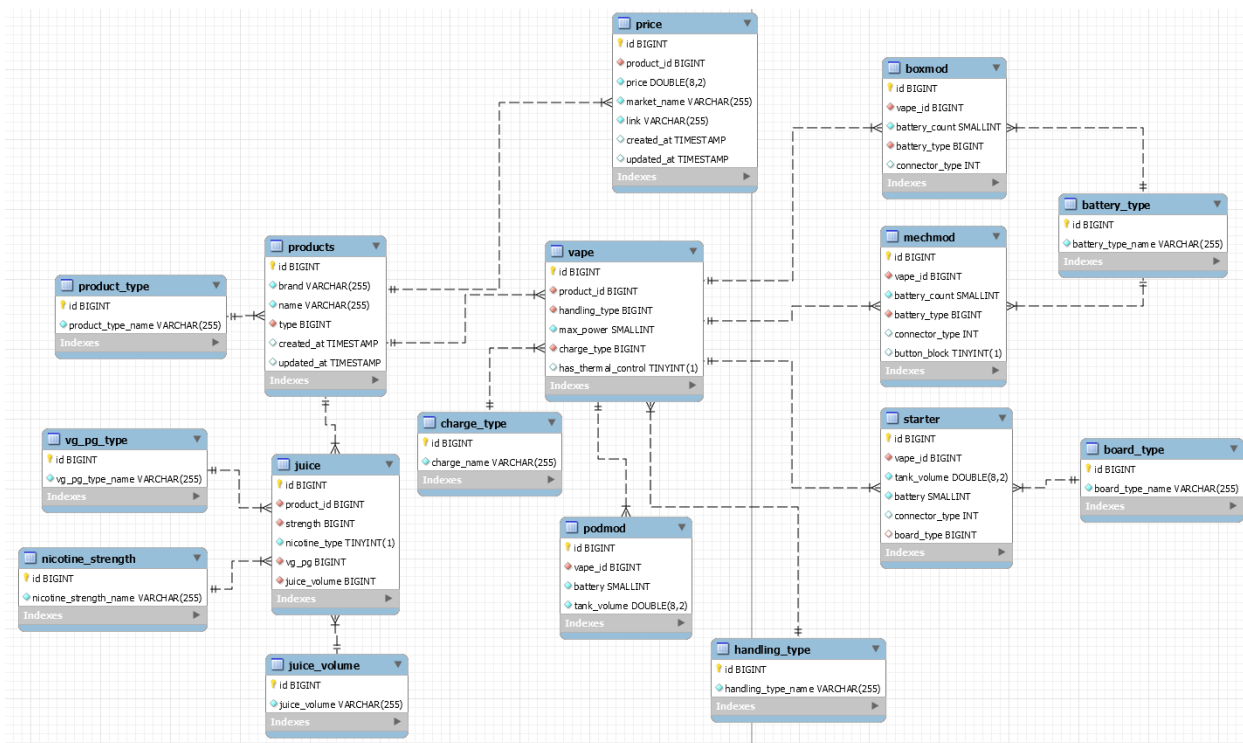 price
id BIGINT
product_id BIGINT
price DOUBLE(8,2)
market_name VARCHAR(255)
link VARCHAR(255)
created_at TIMESTAMP
updated_at TIMESTAMP
Indexes
boxmod
id BIGINT
vape_id BIGINT
battery_count SMALLINT
battery_type BIGINT
connector_type INT
Indexes
battery_type
id BIGINT
battery_type_name VARCHAR(255)
Indexes
products
id BIGINT
brand VARCHAR(255)
name VARCHAR(255)
type BIGINT
created_at TIMESTAMP
updated_at TIMESTAMP
Indexes
vape
id BIGINT
product_id BIGINT
handling_type BIGINT
max_power SMALLINT
charge_type BIGINT
has_thermal_control TINYINT(1)
Indexes
mechmod
id BIGINT
vape_id BIGINT
battery_count SMALLINT
battery_type BIGINT
connector_type INT
button_block TINYINT(1)
Indexes
product_type
id BIGINT
product_type_name VARCHAR(255)
Indexes
charge_type
id BIGINT
charge_name VARCHAR(255)
Indexes
starter
id BIGINT
vape_id BIGINT
tank_volume DOUBLE(8,2)
battery SMALLINT
connector_type INT
board_type BIGINT
Indexes
board_type
id BIGINT
board_type_name VARCHAR(255)
Indexes
vg_pg_type
id BIGINT
vg_pg_type_name VARCHAR(255)
Indexes
juice
id BIGINT
product_id BIGINT
strength BIGINT
nicotine_type TINYINT(1)
vg_pg BIGINT
juice_volume BIGINT
Indexes
podmod
id BIGINT
vape_id BIGINT
battery SMALLINT
tank_volume DOUBLE(8,2)
Indexes
nicotine_strength
id BIGINT
nicotine_strength_name VARCHAR(255)
Indexes
handling_type
id BIGINT
handling_type_name VARCHAR(255)
Indexes
juice_volume
id BIGINT
juice_volume VARCHAR(255)
Indexes